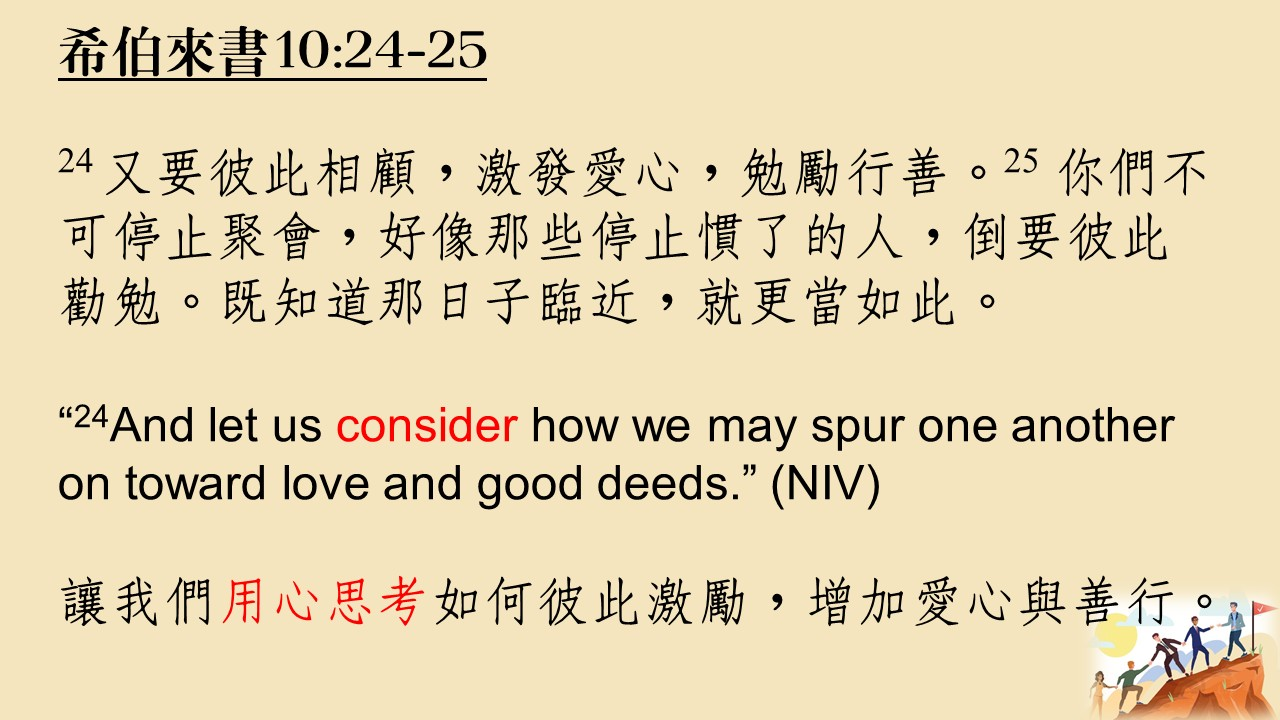 希伯來書10:24-25
24 又要彼此相顧，激發愛心，勉勵行善。25 你們不
可停止聚會，好像那些停止慣了的人，倒要彼此
勸勉。既知道那日子臨近，就更當如此。
“24And let us consider how we may spur one another
on toward love and good deeds.” (NIV)
讓我們用心思考如何彼此激勵，增加愛心與善行。